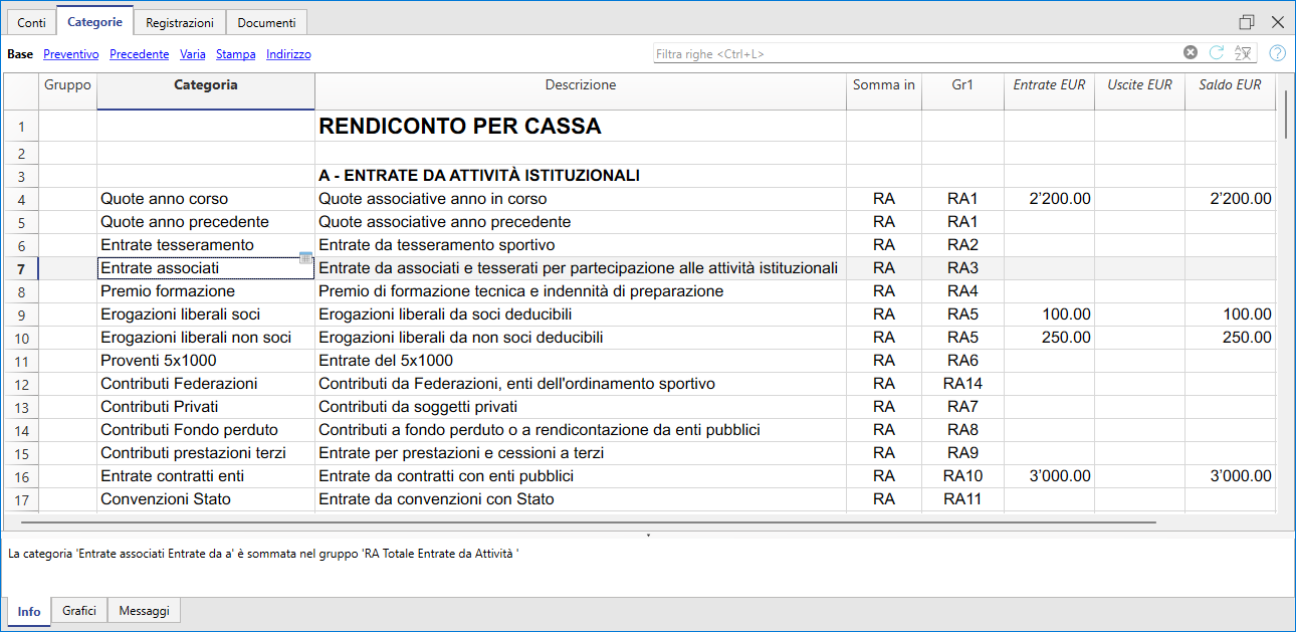 Conti Categorie Registrazioni Documenti
Base Preventivo Precedente Varia Stampa Indirizzo Filtra righe <Ctrl+L>
Gruppo Categoria Descrizione Somma in Gr1 Entrate EUR Uscite EUR Saldo EUR
1 RENDICONTO PER CASSA
2
3 A - ENTRATE DA ATTIVITÀ ISTITUZIONALI
4 Quote anno corso Quote associative anno in corso RA RA1 2’200.00 2’200.00
5 Quote anno precedente Quote associative anno precedente RA RA1
6 Entrate tesseramento Entrate da tesseramento sportivo RA RA2
7 Entrate associati Entrate da associati e tesserati per partecipazione alle attività istituzionali RA RA3
8 Premio formazione Premio di formazione tecnica e indennità di preparazione RA RA4
9 Erogazioni liberali soci Erogazioni liberali da soci deducibili RA RA5 100.00 100.00
10 Erogazioni liberali non soci Erogazioni liberali da non soci deducibili RA RA5 250.00 250.00
11 Proventi 5x1000 Entrate del 5x1000 RA RA6
12 Contributi Federazioni Contributi da Federazioni, enti dell'ordinamento sportivo RA RA14
13 Contributi Privati Contributi da soggetti privati RA RA7
14 Contributi Fondo perduto Contributi a fondo perduto o a rendicontazione da enti pubblici RA RA8
15 Contributi prestazioni terzi Entrate per prestazioni e cessioni a terzi RA RA9
16 Entrate contratti enti Entrate da contratti con enti pubblici RA RA10 3’000.00 3’000.00
17 Convenzioni Stato Entrate da convenzioni con Stato RA RA11
La categoria 'Entrate associati Entrate da a' è sommata nel gruppo 'RA Totale Entrate da Attività '
Info Grafici Messaggi